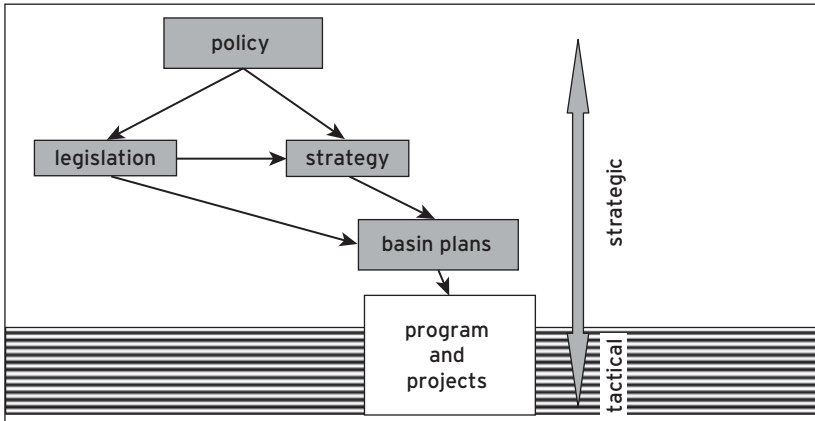 policy
legislation
strategy
basin plans
program
and
projects
strategic
tactical